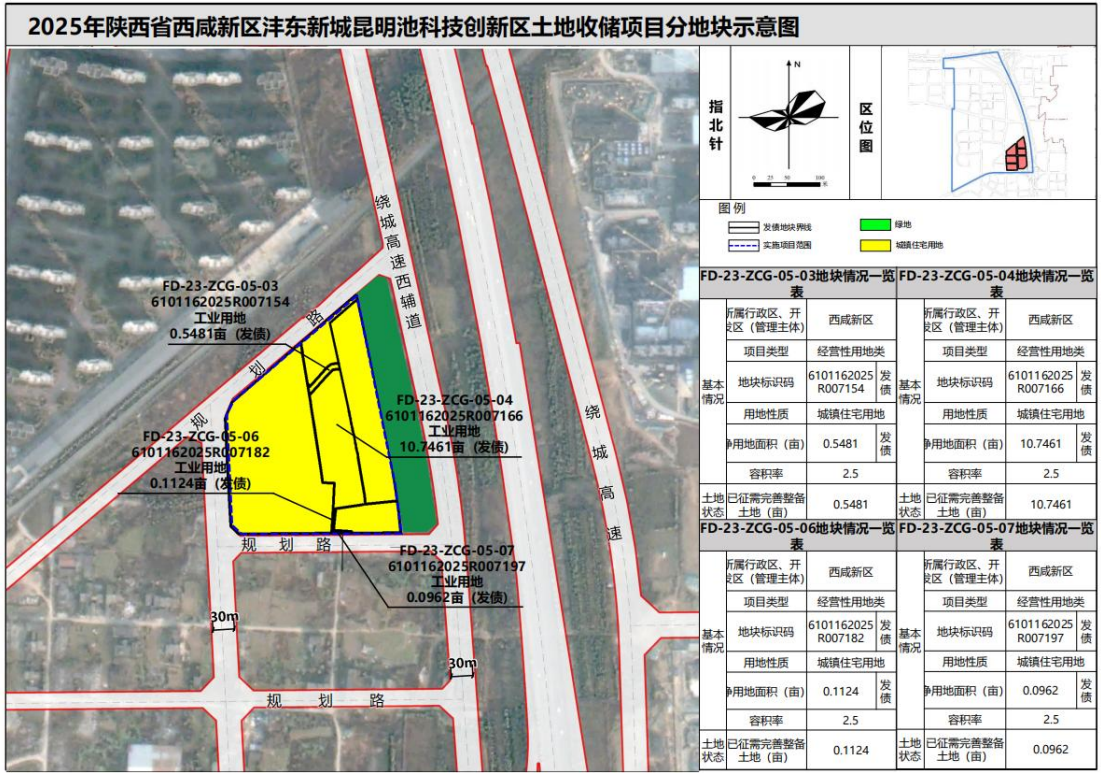 2025年陕西省西咸新区沣东新城昆明池科技创新区土地收储项目分地块示意图
绕城高速西辅道
FD-23-ZCG-05-03
6101162025R007154
工业用地
0.5481亩（发债）
规划路
FD-23-ZCG-05-04
6101162025R007166
工业用地
10.7461亩（发债）
FD-23-ZCG-05-06
6101162025R007182
工业用地
0.1124亩（发债）
绕城高速
规划路
FD-23-ZCG-05-07
6101162025R007197
工业用地
0.0962亩（发债）
30m
30m
规划路
指北针
N
0 25 50 100
米
区位图
图例
发债地块界线
实施项目范围
绿地
城镇住宅用地
FD-23-ZCG-05-03地块情况一览表
基本情况
所属行政区、开发区（管理主体）
西咸新区
项目类型
经营性用地类
地块标识码
6101162025R007154
发债
用地性质
城镇住宅用地
净用地面积（亩）
0.5481
发债
容积率
2.5
土地状态
已征需完善整备土地（亩）
0.5481
FD-23-ZCG-05-04地块情况一览表
基本情况
所属行政区、开发区（管理主体）
西咸新区
项目类型
经营性用地类
地块标识码
6101162025R007166
发债
用地性质
城镇住宅用地
净用地面积（亩）
10.7461
发债
容积率
2.5
土地状态
已征需完善整备土地（亩）
10.7461
FD-23-ZCG-05-06地块情况一览表
基本情况
所属行政区、开发区（管理主体）
西咸新区
项目类型
经营性用地类
地块标识码
6101162025R007182
发债
用地性质
城镇住宅用地
净用地面积（亩）
0.1124
发债
容积率
2.5
土地状态
已征需完善整备土地（亩）
0.1124
FD-23-ZCG-05-07地块情况一览表
基本情况
所属行政区、开发区（管理主体）
西咸新区
项目类型
经营性用地类
地块标识码
6101162025R007197
发债
用地性质
城镇住宅用地
净用地面积（亩）
0.0962
发债
容积率
2.5
土地状态
已征需完善整备土地（亩）
0.0962